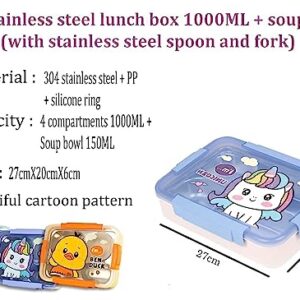 ainless steel lunch box 1000ML + soup
(with stainless steel spoon and fork)
erial : 304 stainless steel + PP
+ silicone ring
city : 4 compartments 1000ML +
Soup bowl 150ML
: 27cmX20cmX6cm
iful cartoon pattern
UNICORN
BEN
DUCK
27cm